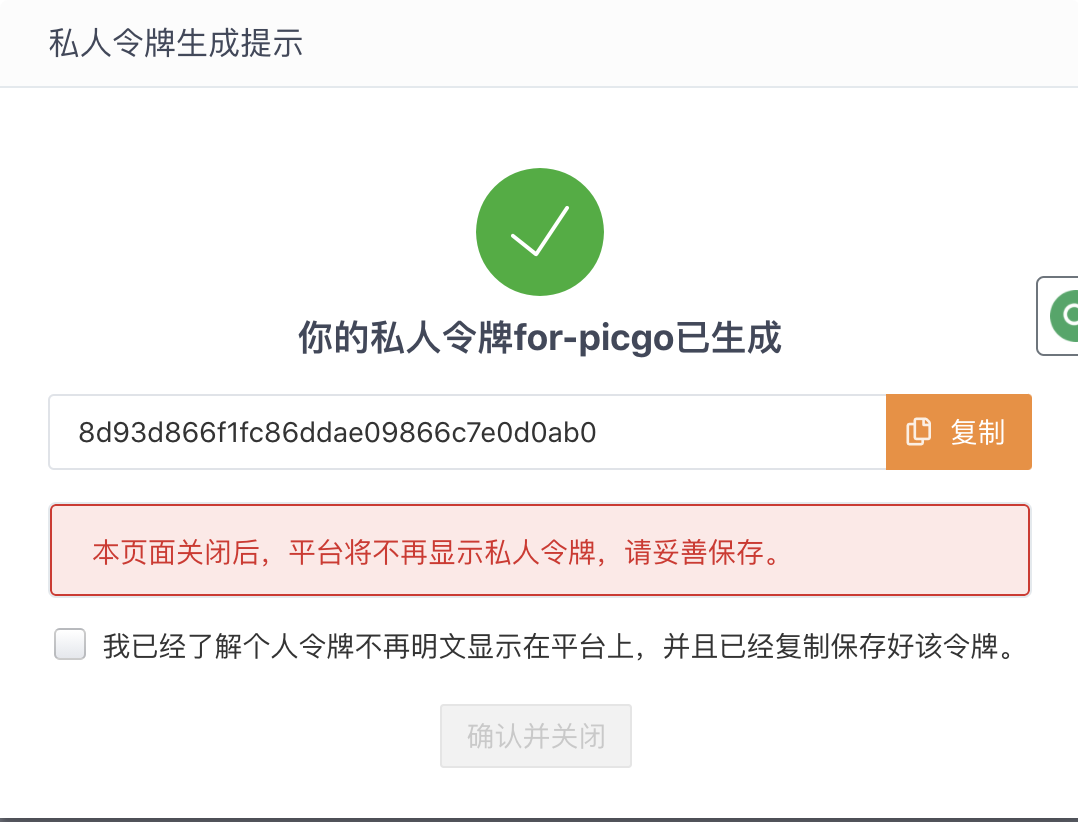 私人令牌生成提示
你的私人令牌for-picgo已生成
8d93d866f1fc86ddae09866c7e0d0ab0
复制
本页面关闭后，平台将不再显示私人令牌，请妥善保存。
我已经了解个人令牌不再明文显示在平台上，并且已经复制保存好该令牌。
确认并关闭